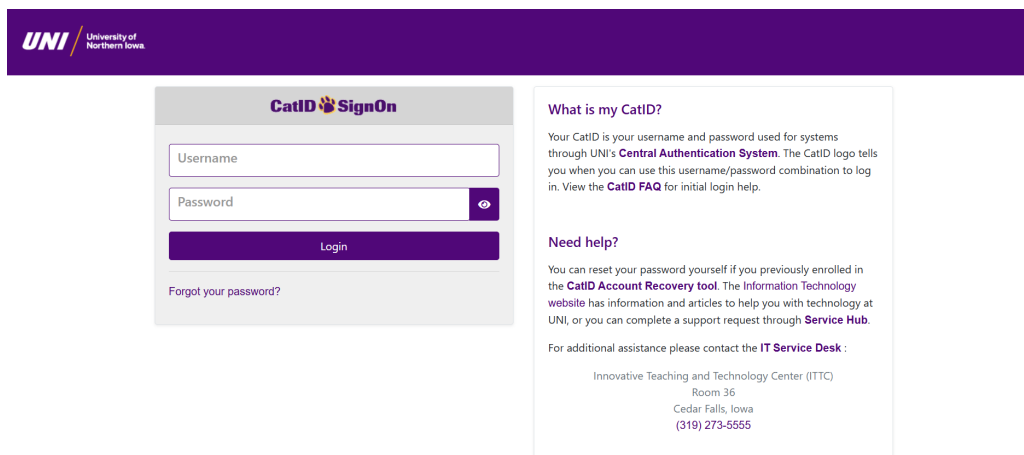 UNI
University of
Northern Iowa.
CatID SignOn
Username
Password
Login
Forgot your password?
What is my CatID?
Your CatID is your username and password used for systems
through UNI's Central Authentication System. The CatID logo tells
you when you can use this username/password combination to log
in. View the CatID FAQ for initial login help.
Need help?
You can reset your password yourself if you previously enrolled in
the CatID Account Recovery tool. The Information Technology
website has information and articles to help you with technology at
UNI, or you can complete a support request through Service Hub.
For additional assistance please contact the IT Service Desk :
Innovative Teaching and Technology Center (ITTC)
Room 36
Cedar Falls, Iowa
(319) 273-5555